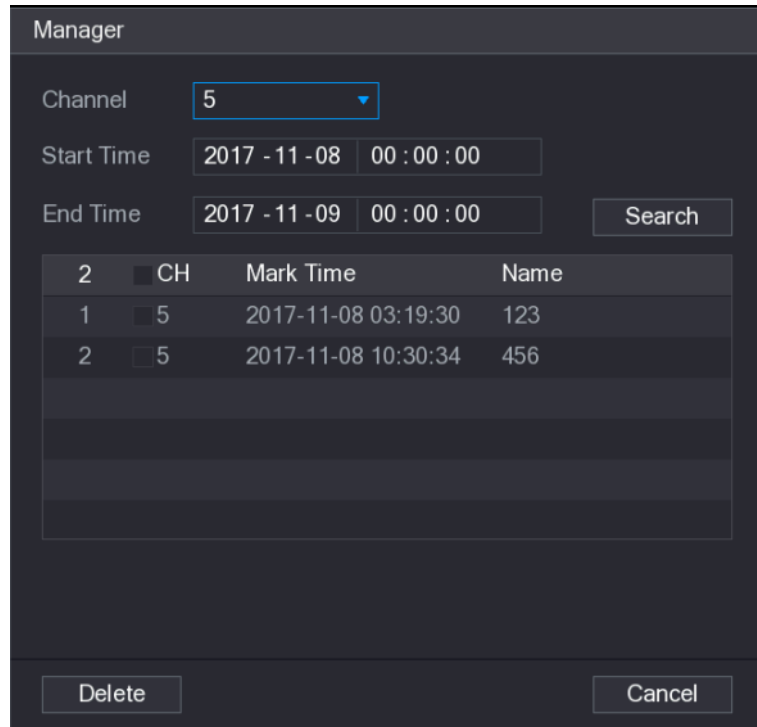 Manager
Channel 5
Start Time 2017 - 11 - 08 00 : 00 : 00
End Time 2017 - 11 - 09 00 : 00 : 00 Search
2 CH Mark Time Name
1 5 2017-11-08 03:19:30 123
2 5 2017-11-08 10:30:34 456
Delete Cancel